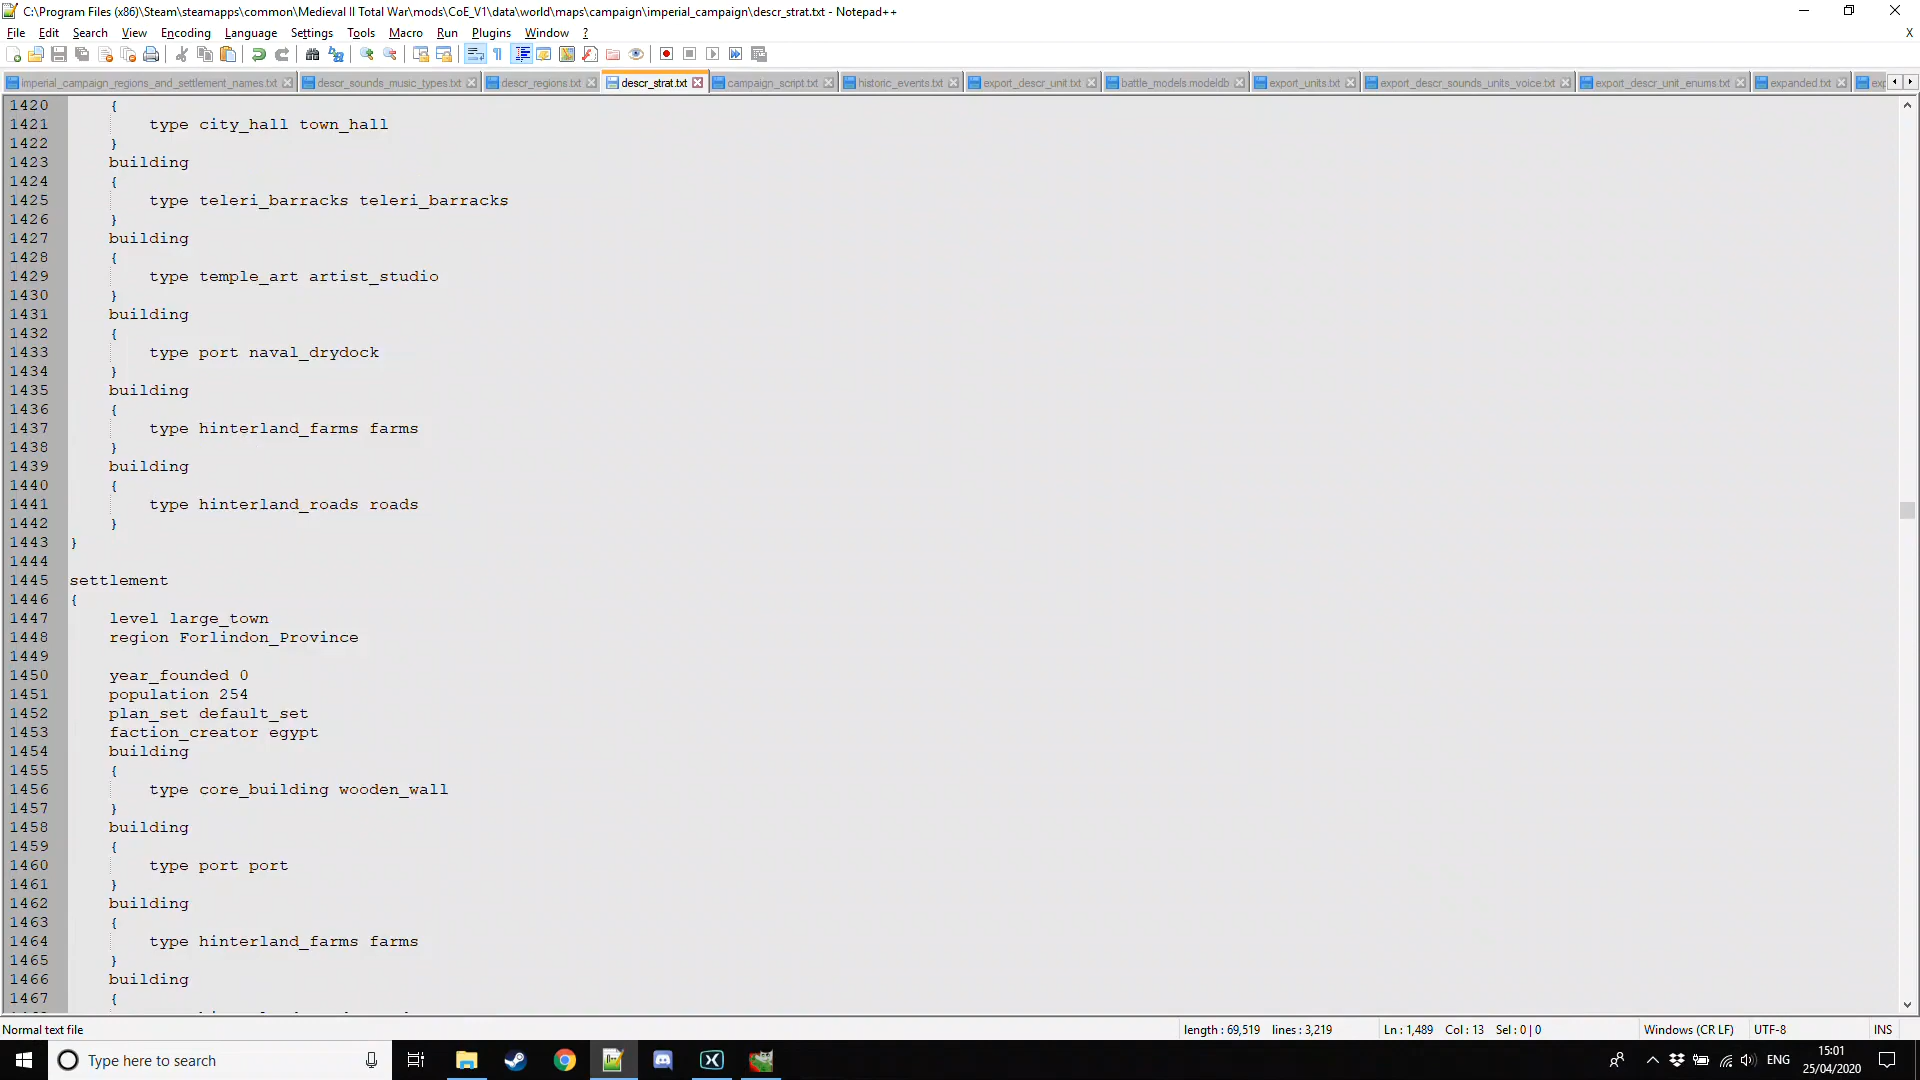 C:\Program Files (x86)\Steam\steamapps\common\Medieval II Total War\mods\CoE_V1\data\world\maps\campaign\imperial_campaign\descr_strat.txt - Notepad++
File Edit Search View Encoding Language Settings Tools Macro Run Plugins Window ? X
imperial_campaign_regions_and_settlement_names.txt descr_sounds_music_types.txt descr_regions.txt descr_strat.txt campaign_script.txt historic_events.txt export_descr_unit.txt battle_models.modeldb export_units.txt export_descr_sounds_units_voice.txt export_descr_unit_enums.txt expanded.txt
1420 {
1421 type city_hall town_hall
1422 }
1423 building
1424 {
1425 type teleri_barracks teleri_barracks
1426 }
1427 building
1428 {
1429 type temple_art artist_studio
1430 }
1431 building
1432 {
1433 type port naval_drydock
1434 }
1435 building
1436 {
1437 type hinterland_farms farms
1438 }
1439 building
1440 {
1441 type hinterland_roads roads
1442 }
1443 }
1444
1445 settlement
1446 {
1447 level large_town
1448 region Forlindon_Province
1449
1450 year_founded 0
1451 population 254
1452 plan_set default_set
1453 faction_creator egypt
1454 building
1455 {
1456 type core_building wooden_wall
1457 }
1458 building
1459 {
1460 type port port
1461 }
1462 building
1463 {
1464 type hinterland_farms farms
1465 }
1466 building
1467 {
Normal text file length : 69,519 lines : 3,219 Ln : 1,489 Col : 13 Sel : 0 | 0 Windows (CR LF) UTF-8 INS
Type here to search ENG 15:01
25/04/2020